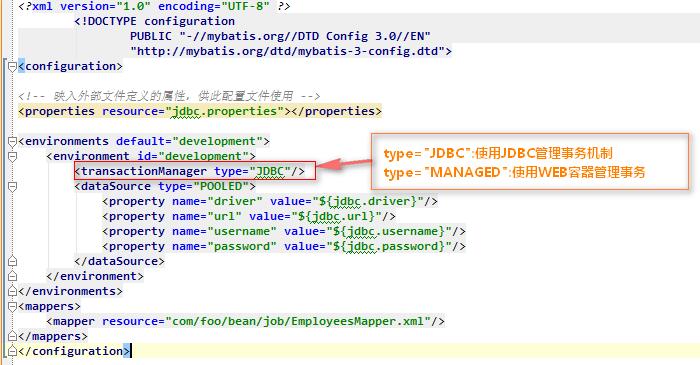 <?xml version="1.0" encoding="UTF-8" ?>
<!DOCTYPE configuration
PUBLIC "-//mybatis.org//DTD Config 3.0//EN"
"http://mybatis.org/dtd/mybatis-3-config.dtd">
<configuration>
<!-- 映入外部文件定义的属性，供此配置文件使用 -->
<properties resource="jdbc.properties"></properties>
<environments default="development">
<environment id="development">
<transactionManager type="JDBC"/>
type="JDBC":使用JDBC管理事务机制
type="MANAGED":使用WEB容器管理事务
<dataSource type="POOLED">
<property name="driver" value="${jdbc.driver}"/>
<property name="url" value="${jdbc.url}"/>
<property name="username" value="${jdbc.username}"/>
<property name="password" value="${jdbc.password}"/>
</dataSource>
</environment>
</environments>
<mappers>
<mapper resource="com/foo/bean/job/EmployeesMapper.xml"/>
</mappers>
</configuration>